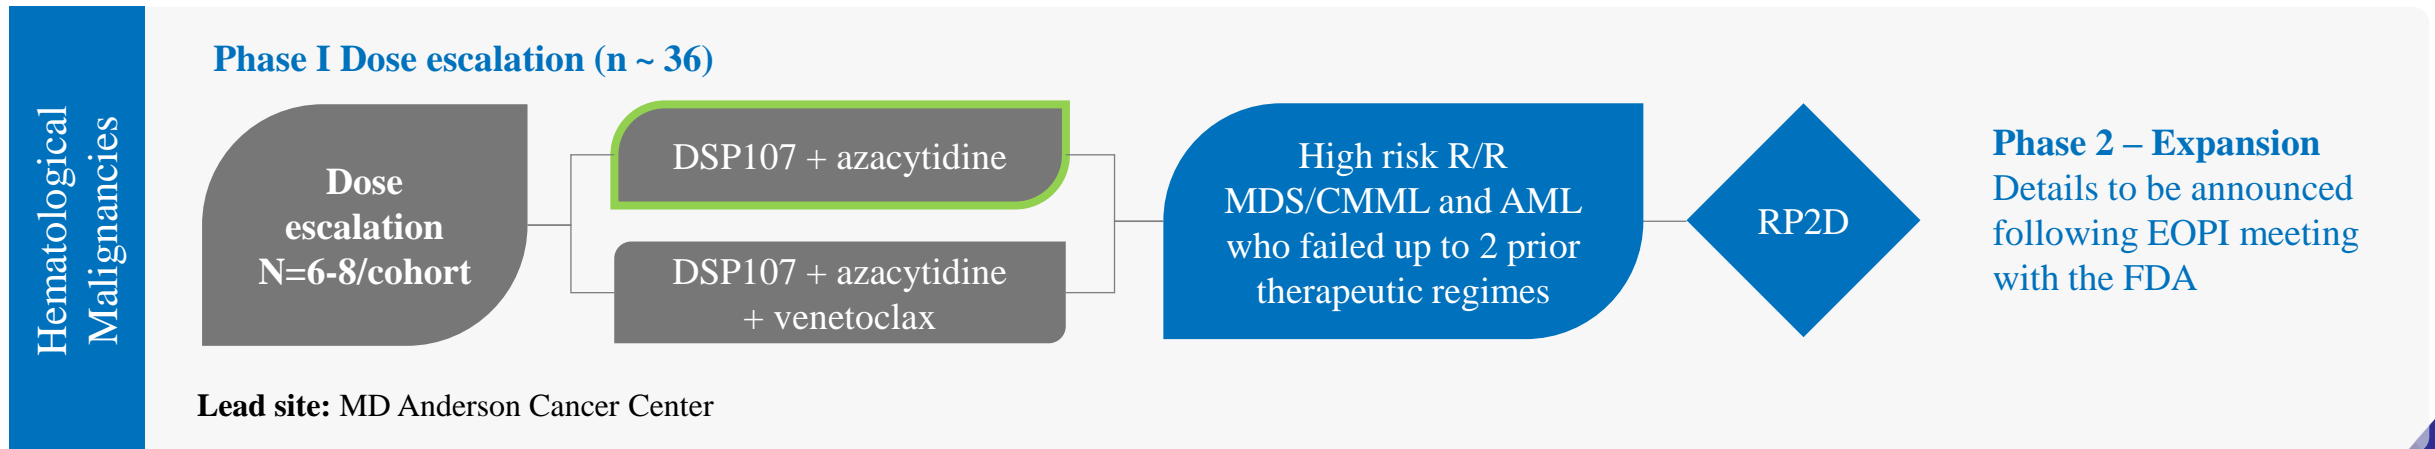 Hematological
Malignancies
Phase I Dose escalation (n ~ 36)
Dose
escalation
N=6-8/cohort
DSP107 + azacytidine
DSP107 + azacytidine
+ venetoclax
High risk R/R
MDS/CMML and AML
who failed up to 2 prior
therapeutic regimes
RP2D
Phase 2 – Expansion
Details to be announced
following EOPI meeting
with the FDA
Lead site: MD Anderson Cancer Center